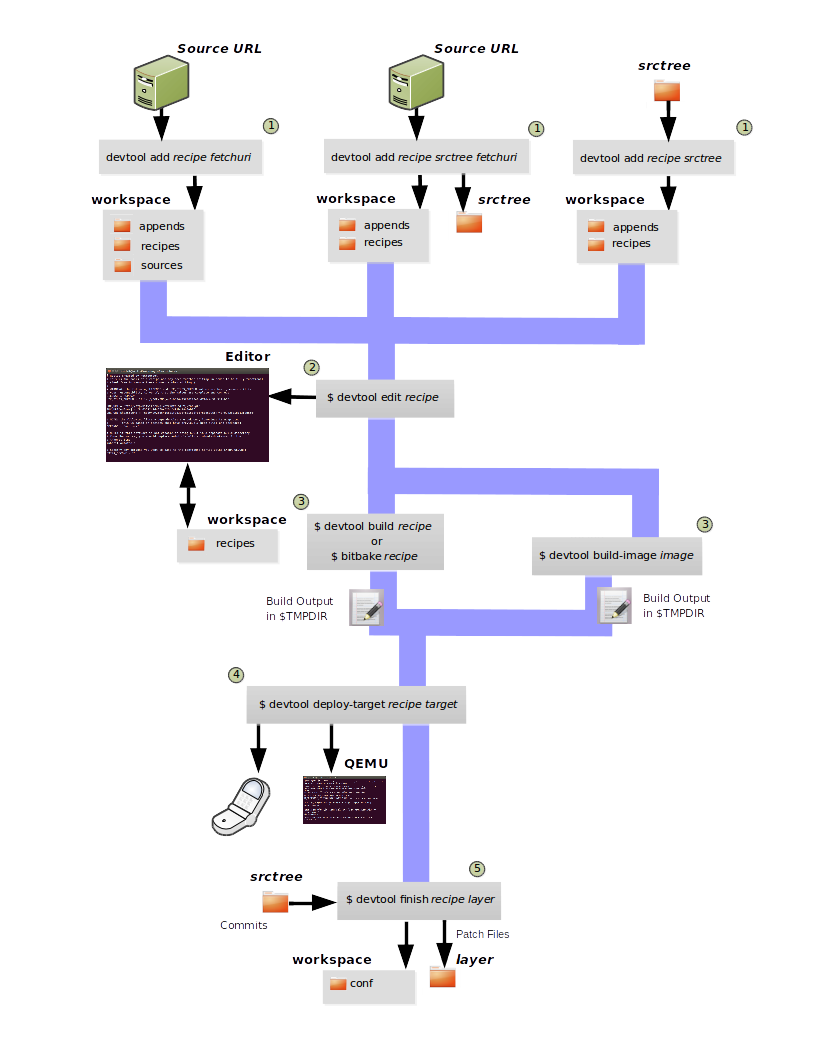 Source URL
Source URL
srctree
1
1
1
devtool add recipe fetchuri
devtool add recipe srctree fetchuri
devtool add recipe srctree
workspace
appends
recipes
sources
workspace
appends
recipes
srctree
workspace
appends
recipes
Editor
2
$ devtool edit recipe
workspace
recipes
3
$ devtool build recipe
or
$ bitbake recipe
3
$ devtool build-image image
Build Output
in $TMPDIR
Build Output
in $TMPDIR
4
$ devtool deploy-target recipe target
QEMU
5
srctree
Commits
$ devtool finish recipe layer
Patch Files
workspace
conf
layer